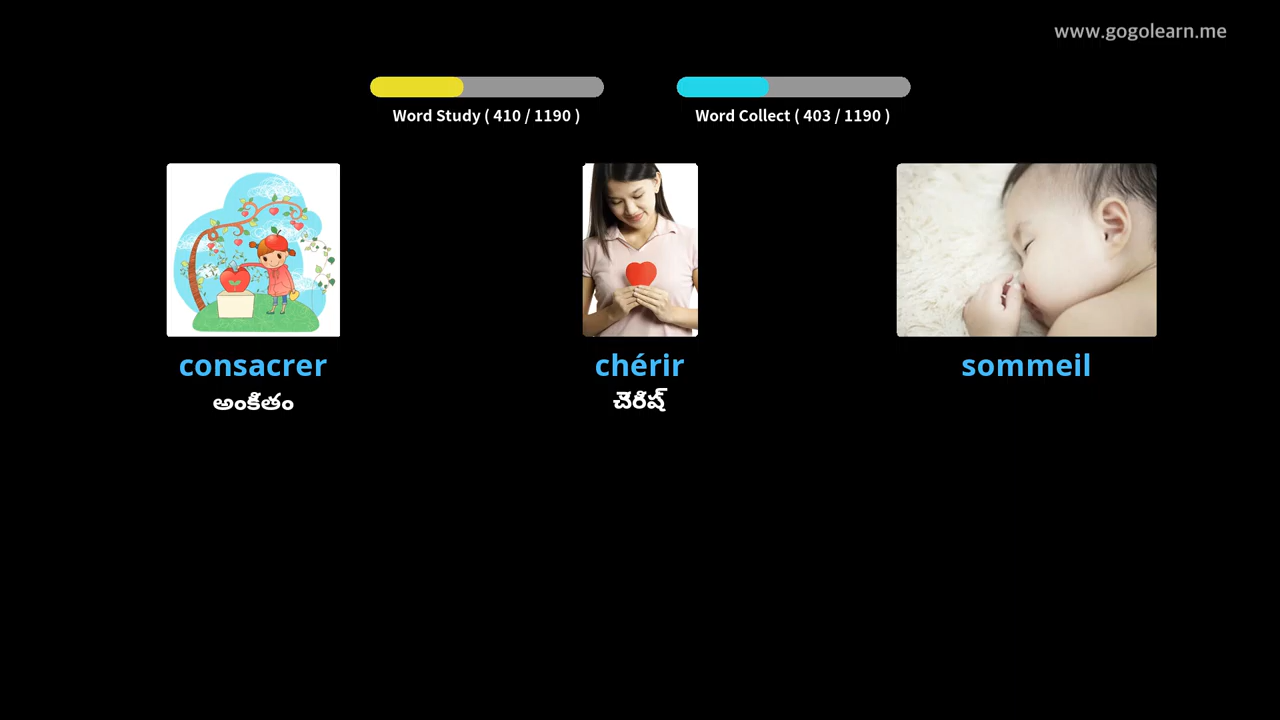 www.gogolearn.me
Word Study ( 410 / 1190 )
Word Collect ( 403 / 1190 )
consacrer
chérir
sommeil
అంకితం
చెరిష్